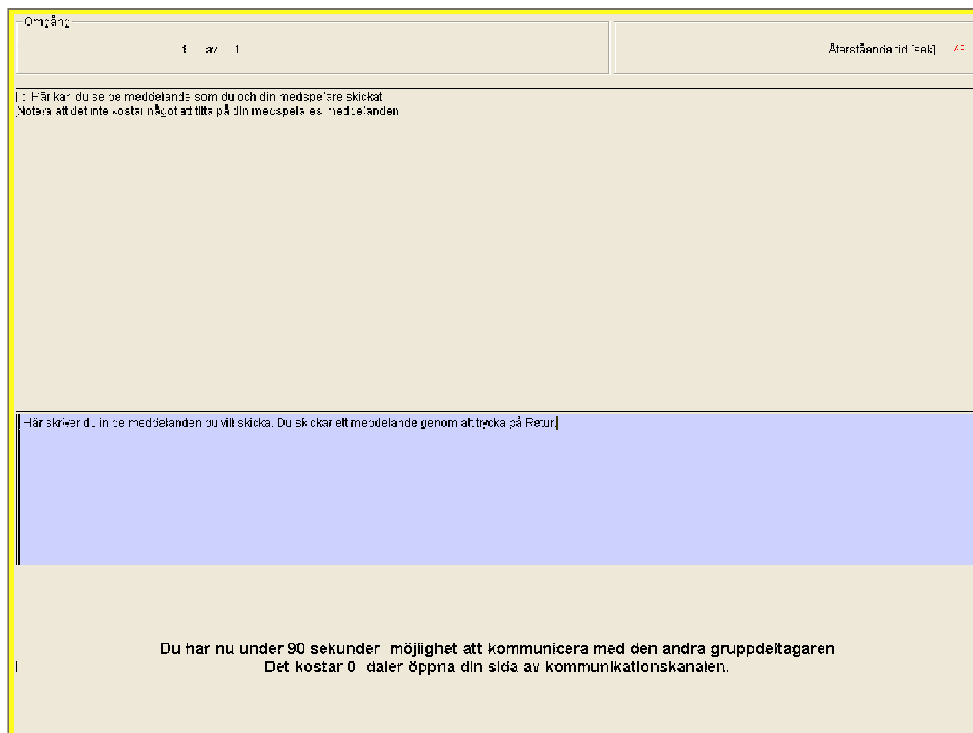 Omgång
1 av 1
Återstående tid [sek]
Här kan du se de meddelande som du och din medspelare skickat
Notera att det inte kostar något att titta på din medspelares meddelanden
Här skriver du in de meddelanden du vill skicka. Du skickar ett meddelande genom att trycka på Retur.
Du har nu under 90 sekunder möjlighet att kommunicera med den andra gruppdeltagaren
Det kostar 0 daler öppna din sida av kommunikationskanalen.